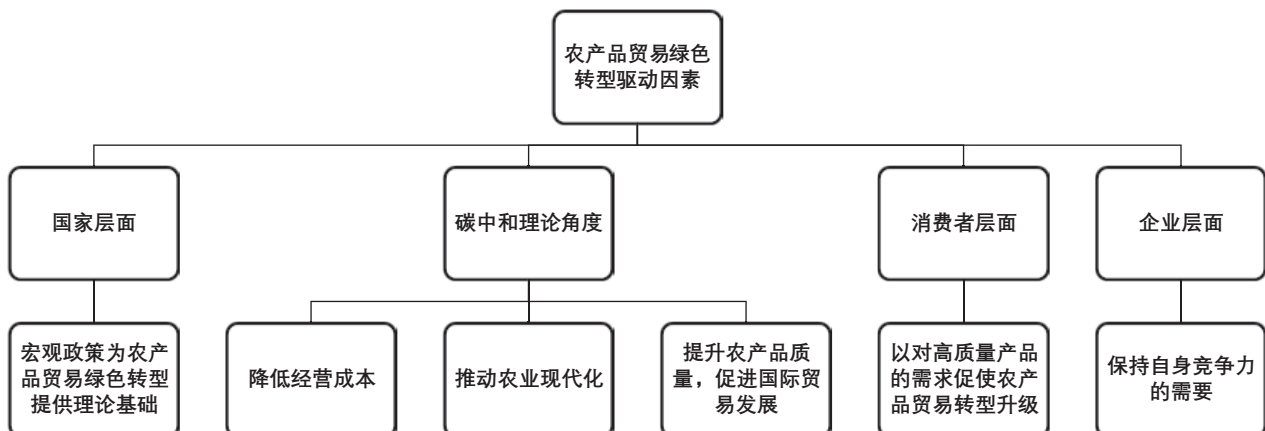 农产品贸易绿色
转型驱动因素
国家层面
碳中和理论角度
消费者层面
企业层面
宏观政策为农产
品贸易绿色转型
提供理论基础
降低经营成本
推动农业现代化
提升农产品质
量，促进国际贸
易发展
以对高质量产品
的需求促使农产
品贸易转型升级
保持自身竞争力
的需要